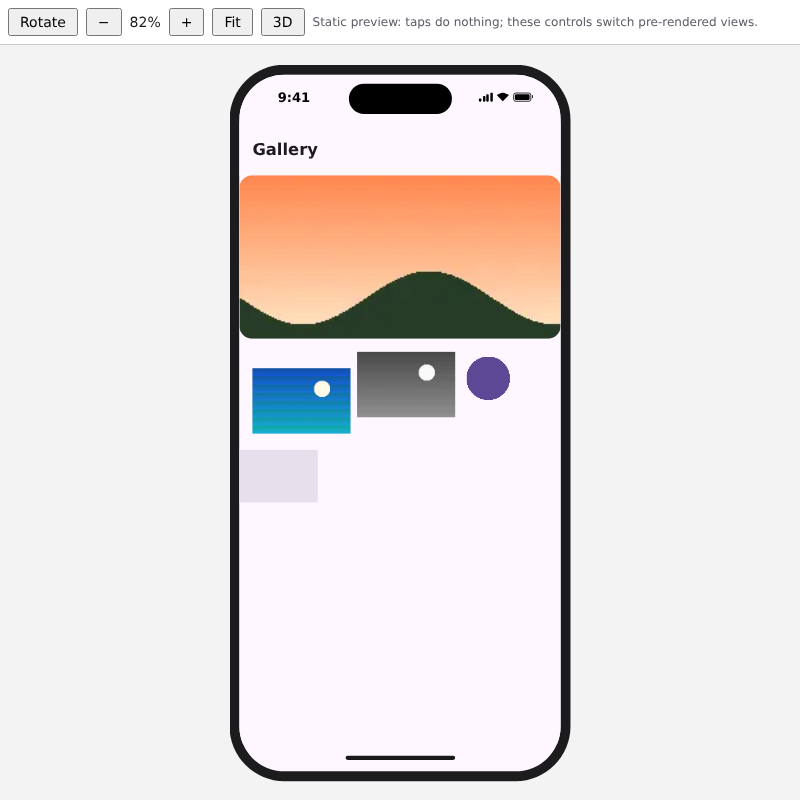 Rotate − 82% + Fit 3D Static preview: taps do nothing; these controls switch pre-rendered views.
9:41
Gallery